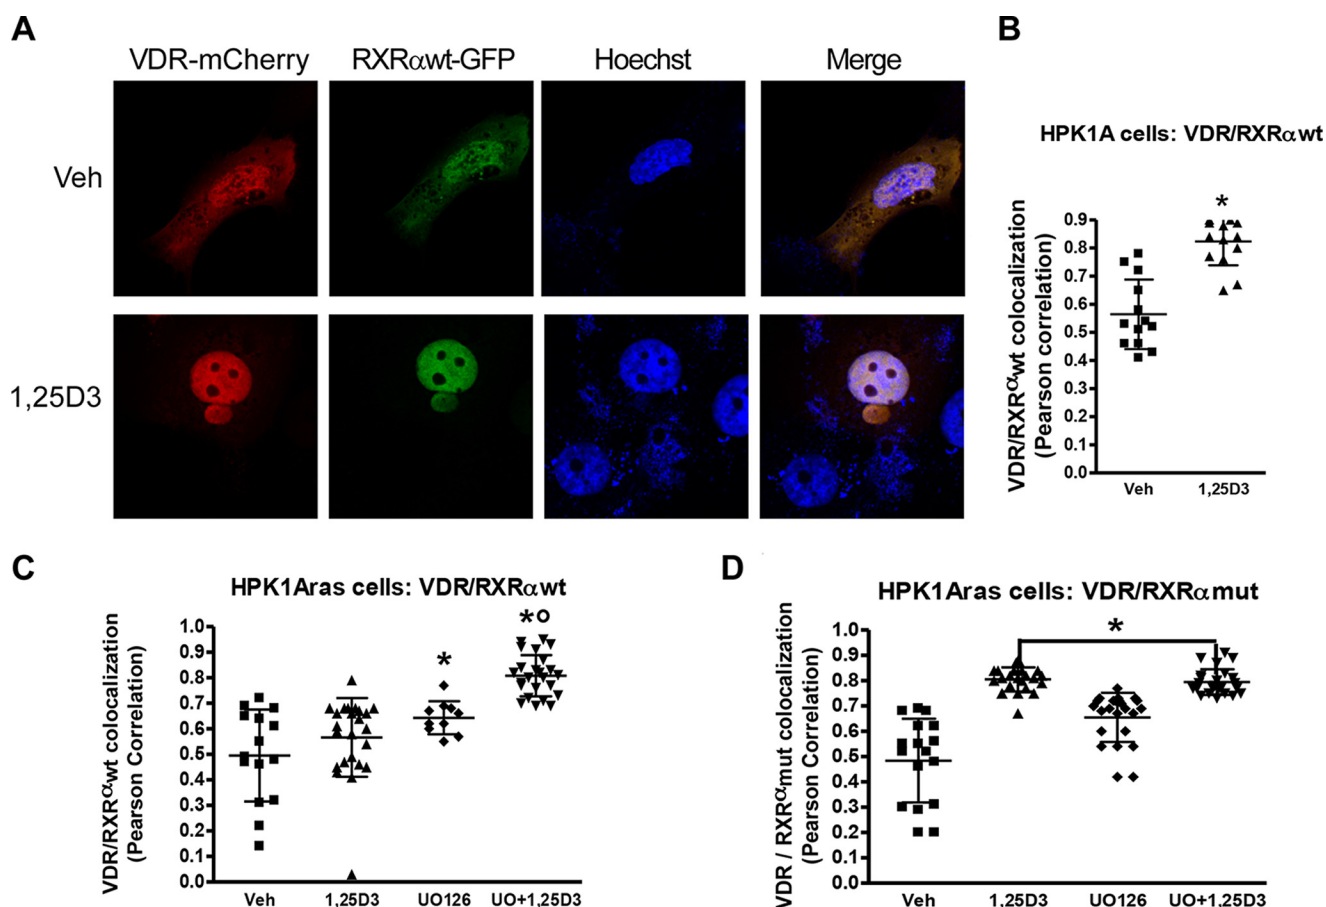 A
VDR-mCherry RXRαwt-GFP Hoechst Merge
Veh
1,25D3
B
HPK1A cells: VDR/RXRαwt
VDR/RXRαwt colocalization
(Pearson correlation)
*
0.9
0.8
0.7
0.6
0.5
0.4
0.3
0.2
0.1
0.0
Veh 1,25D3
C
HPK1Aras cells: VDR/RXRαwt
VDR/RXRαwt colocalization
(Pearson Correlation)
* *o
1.0
0.9
0.8
0.7
0.6
0.5
0.4
0.3
0.2
0.1
0.0
Veh 1,25D3 UO126 UO+1,25D3
D
HPK1Aras cells: VDR/RXRαmut
VDR / RXRαmut colocalization
(Pearson Correlation)
*
1.0
0.9
0.8
0.7
0.6
0.5
0.4
0.3
0.2
0.1
0.0
Veh 1,25D3 UO126 UO+1,25D3